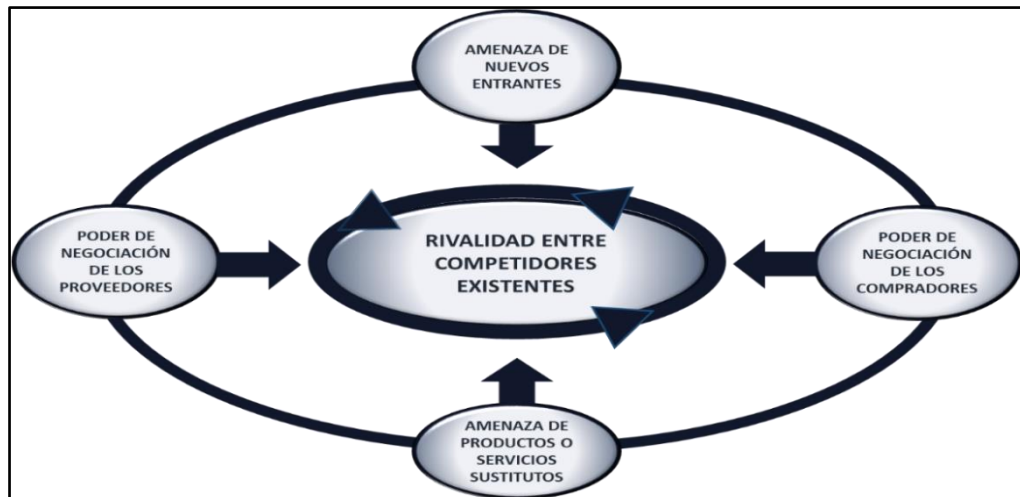 AMENAZA DE
NUEVOS
ENTRANTES
PODER DE
NEGOCIACIÓN
DE LOS
PROVEEDORES
RIVALIDAD ENTRE
COMPETIDORES
EXISTENTES
PODER DE
NEGOCIACIÓN
DE LOS
COMPRADORES
AMENAZA DE
PRODUCTOS O
SERVICIOS
SUSTITUTOS